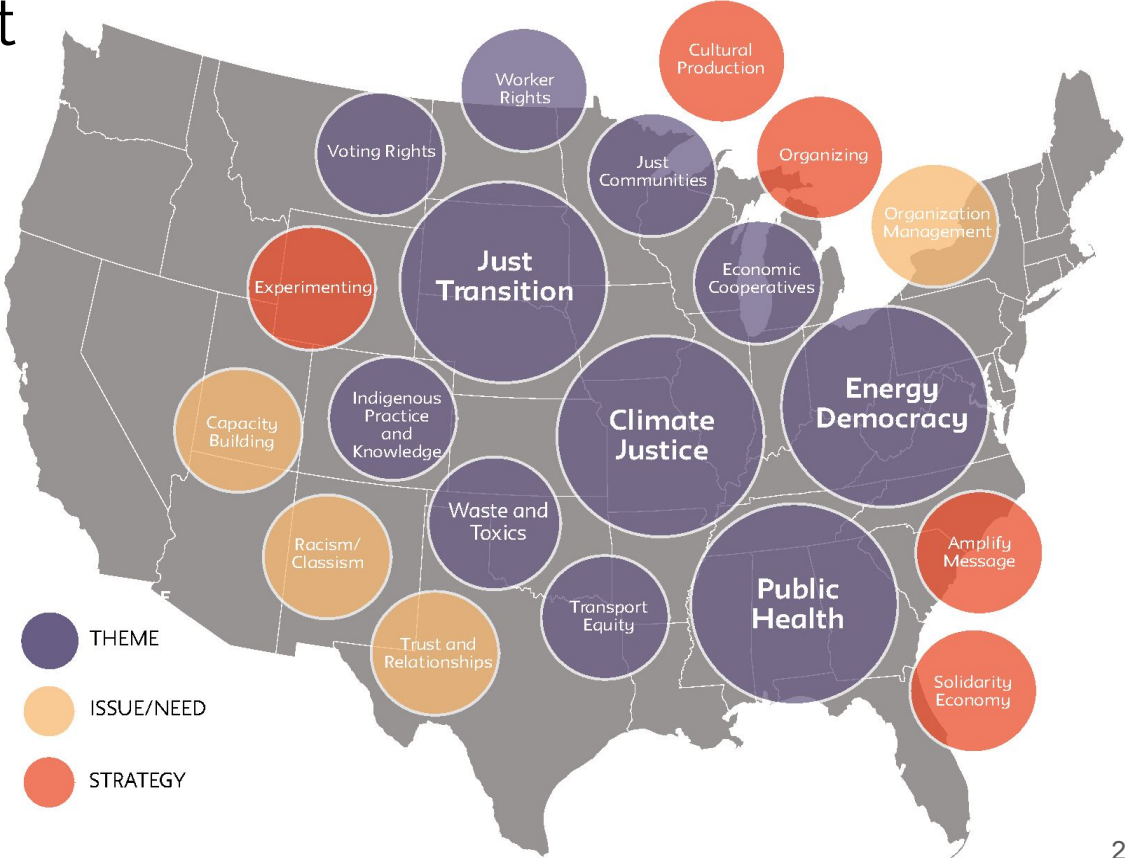 t
Cultural
Production
Worker
Rights
Voting Rights
Just
Communities
Organizing
Organization
Management
Just
Transition
Economic
Cooperatives
Experimenting
Energy
Democracy
Indigenous
Practice
and
Knowledge
Climate
Justice
Capacity
Building
Waste and
Toxics
Racism/
Classism
Amplify
Message
Public
Health
Transport
Equity
Trust and
Relationships
Solidarity
Economy
E
THEME
ISSUE/NEED
STRATEGY
2